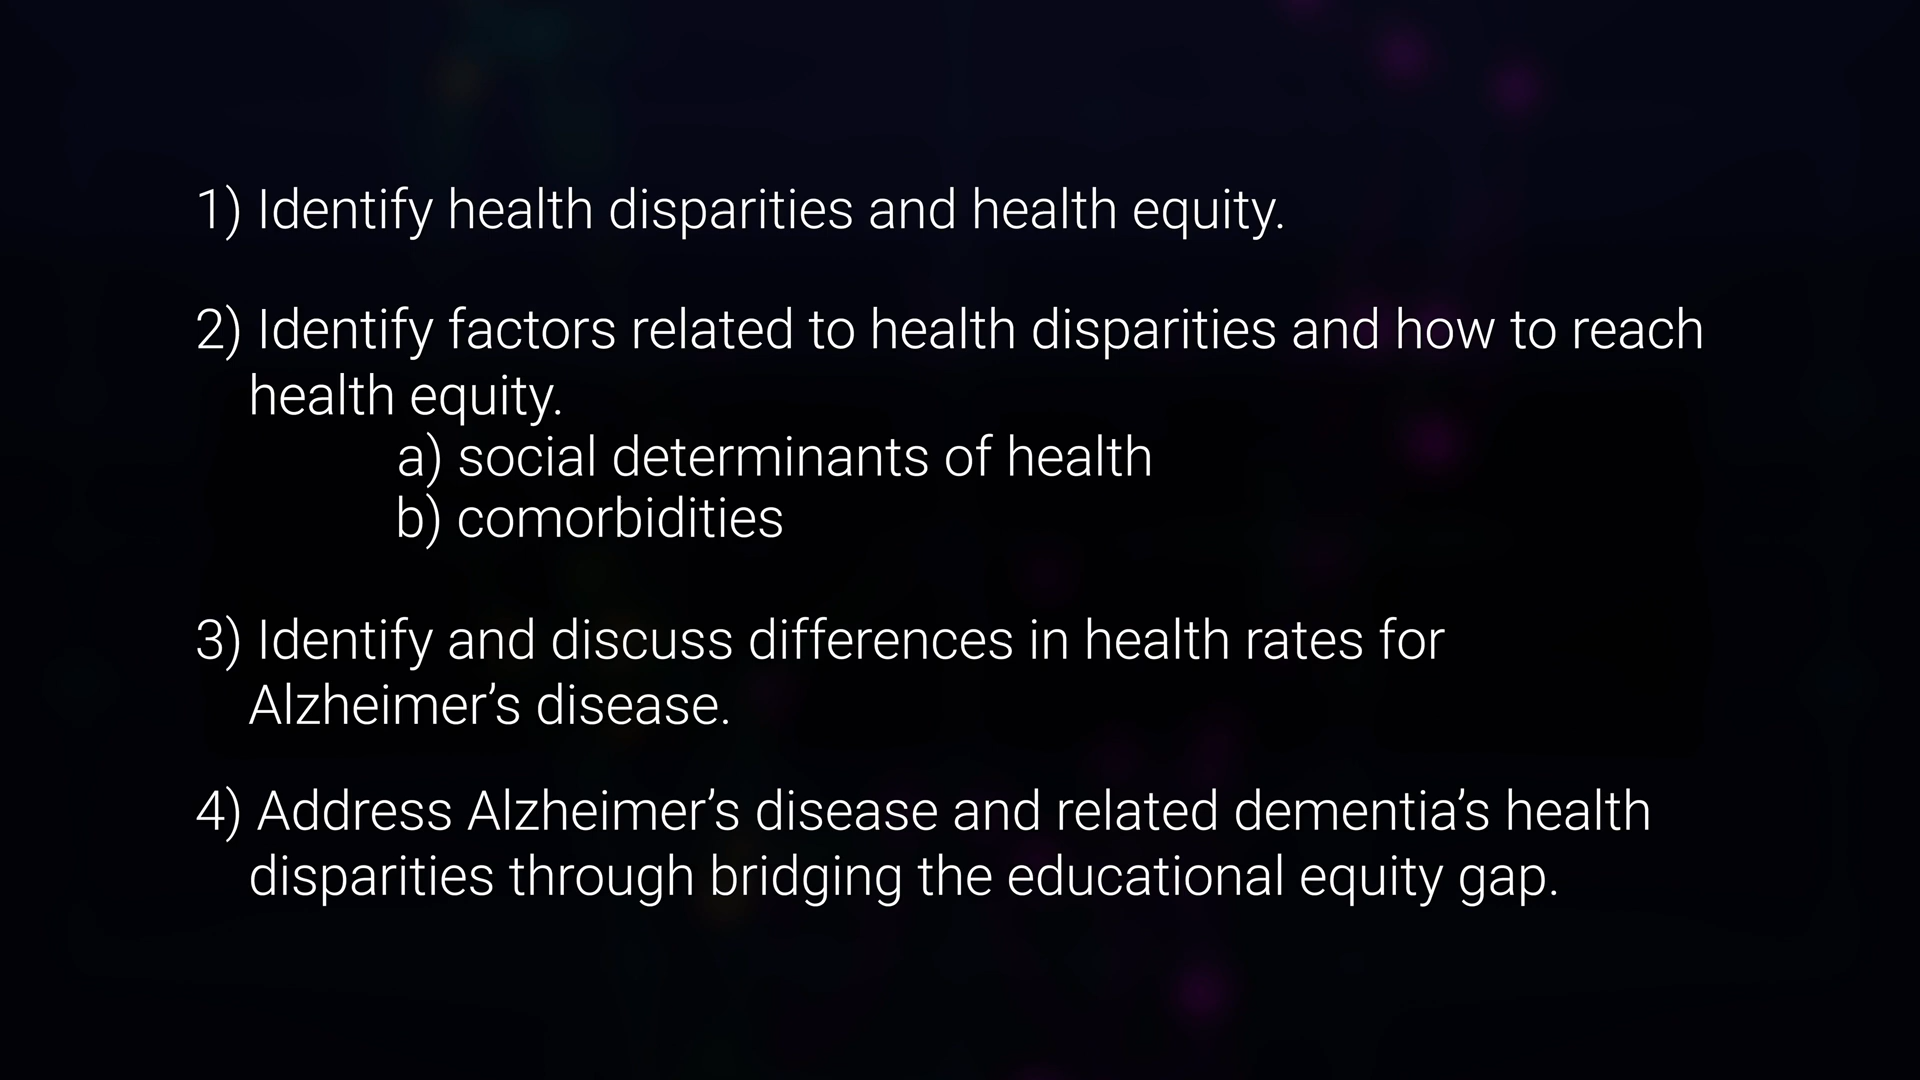 1) Identify health disparities and health equity.
2) Identify factors related to health disparities and how to reach
health equity.
a) social determinants of health
b) comorbidities
3) Identify and discuss differences in health rates for
Alzheimer’s disease.
4) Address Alzheimer’s disease and related dementia’s health
disparities through bridging the educational equity gap.